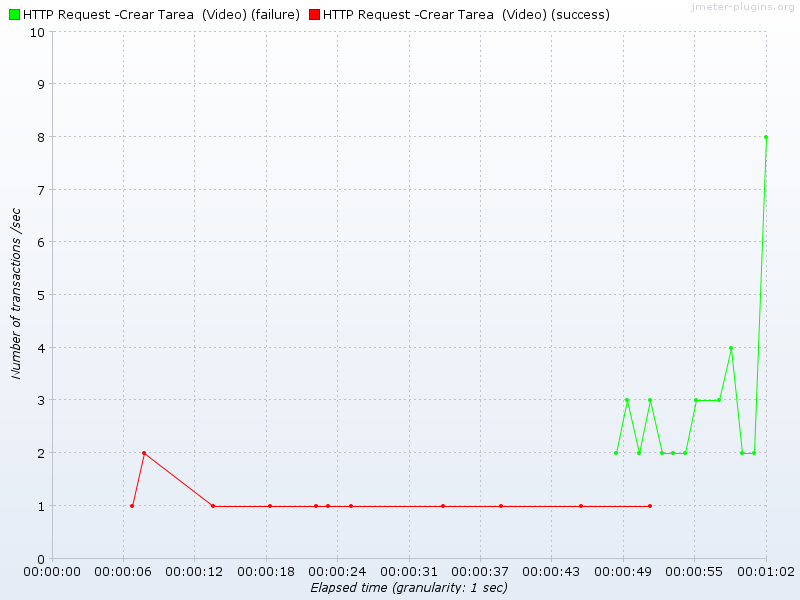 HTTP Request -Crear Tarea  (Video) (failure) HTTP Request -Crear Tarea  (Video) (success)
jmeter-plugins.org
10
9
8
7
6
5
4
3
2
1
0
Number of transactions /sec
00:00:00 00:00:06 00:00:12 00:00:18 00:00:24 00:00:31 00:00:37 00:00:43 00:00:49 00:00:55 00:01:02
Elapsed time (granularity: 1 sec)